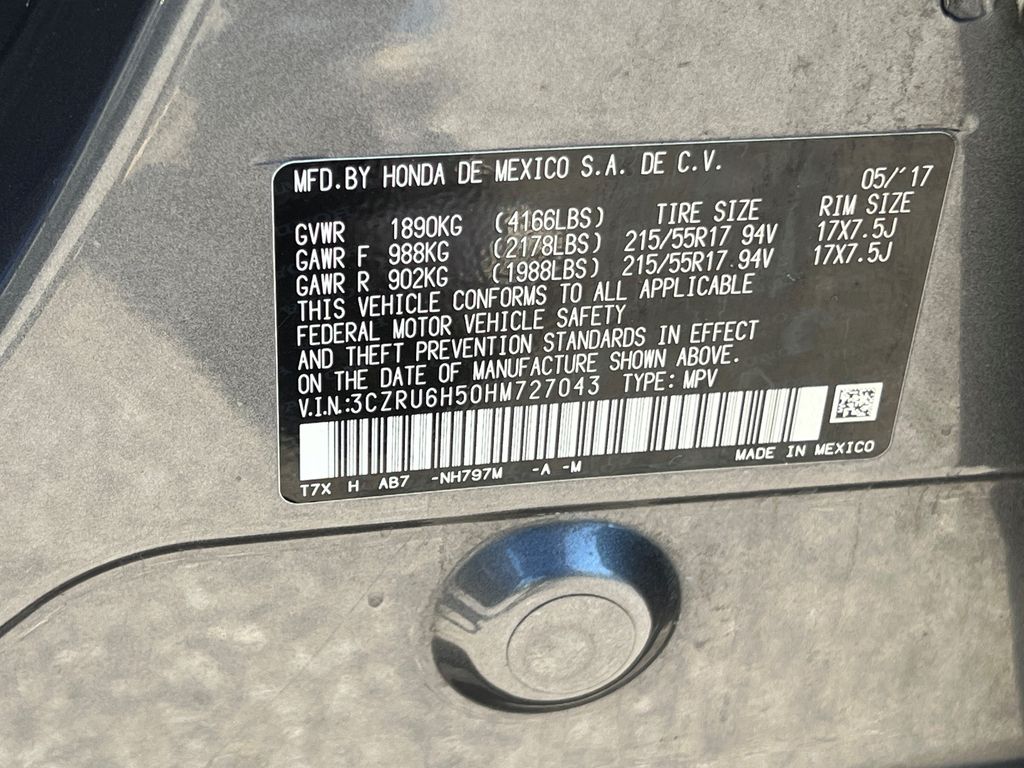 MFD.BY HONDA DE MEXICO S.A. DE C.V.
05/'17
GVWR 1890KG (4166LBS) TIRE SIZE RIM SIZE
GAWR F 988KG (2178LBS) 215/55R17 94V 17X7.5J
GAWR R 902KG (1988LBS) 215/55R17 94V 17X7.5J
THIS VEHICLE CONFORMS TO ALL APPLICABLE
FEDERAL MOTOR VEHICLE SAFETY
AND THEFT PREVENTION STANDARDS IN EFFECT
ON THE DATE OF MANUFACTURE SHOWN ABOVE.
V.I.N.:3CZRU6H50HM727043 TYPE: MPV
MADE IN MEXICO
T7X H AB7 -NH797M -A -M